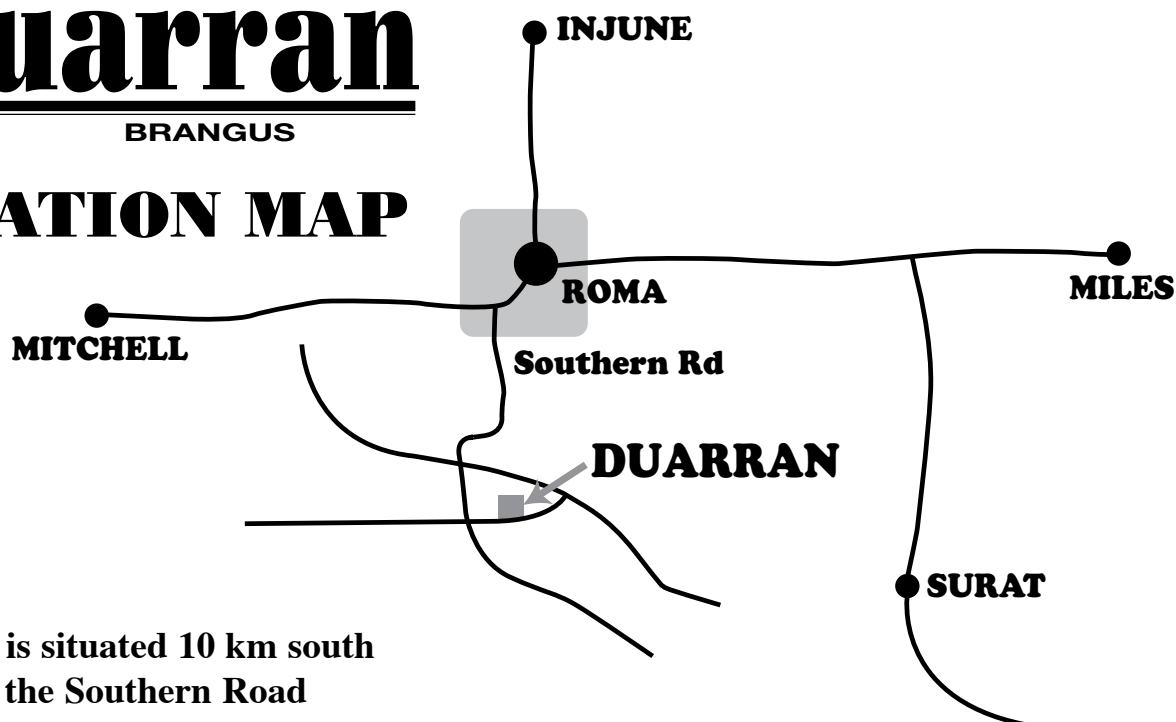 uarran
BRANGUS
ATION MAP
INJUNE
ROMA
MILES
MITCHELL
Southern Rd
DUARRAN
SURAT
is situated 10 km south
the Southern Road